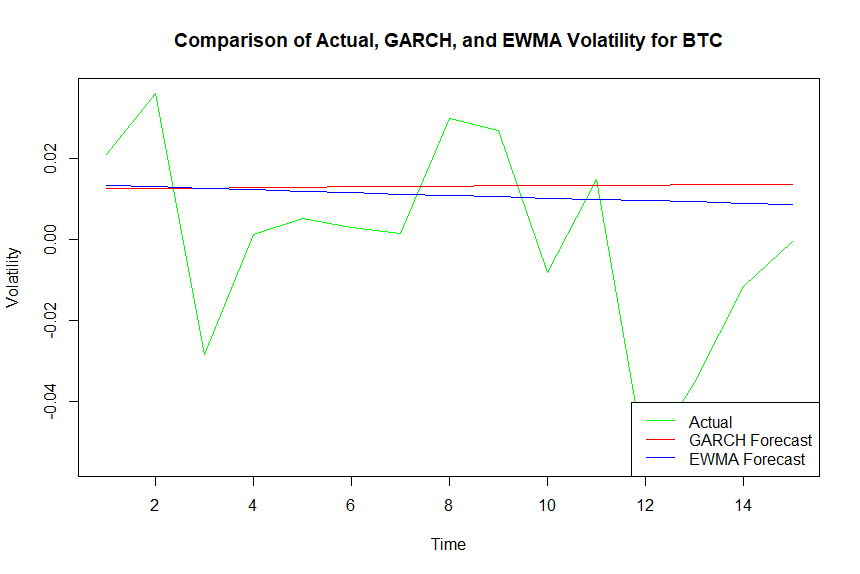 Comparison of Actual, GARCH, and EWMA Volatility for BTC
Volatility
0.02
0.00
-0.02
-0.04
Actual
GARCH Forecast
EWMA Forecast
2 4 6 8 10 12 14
Time